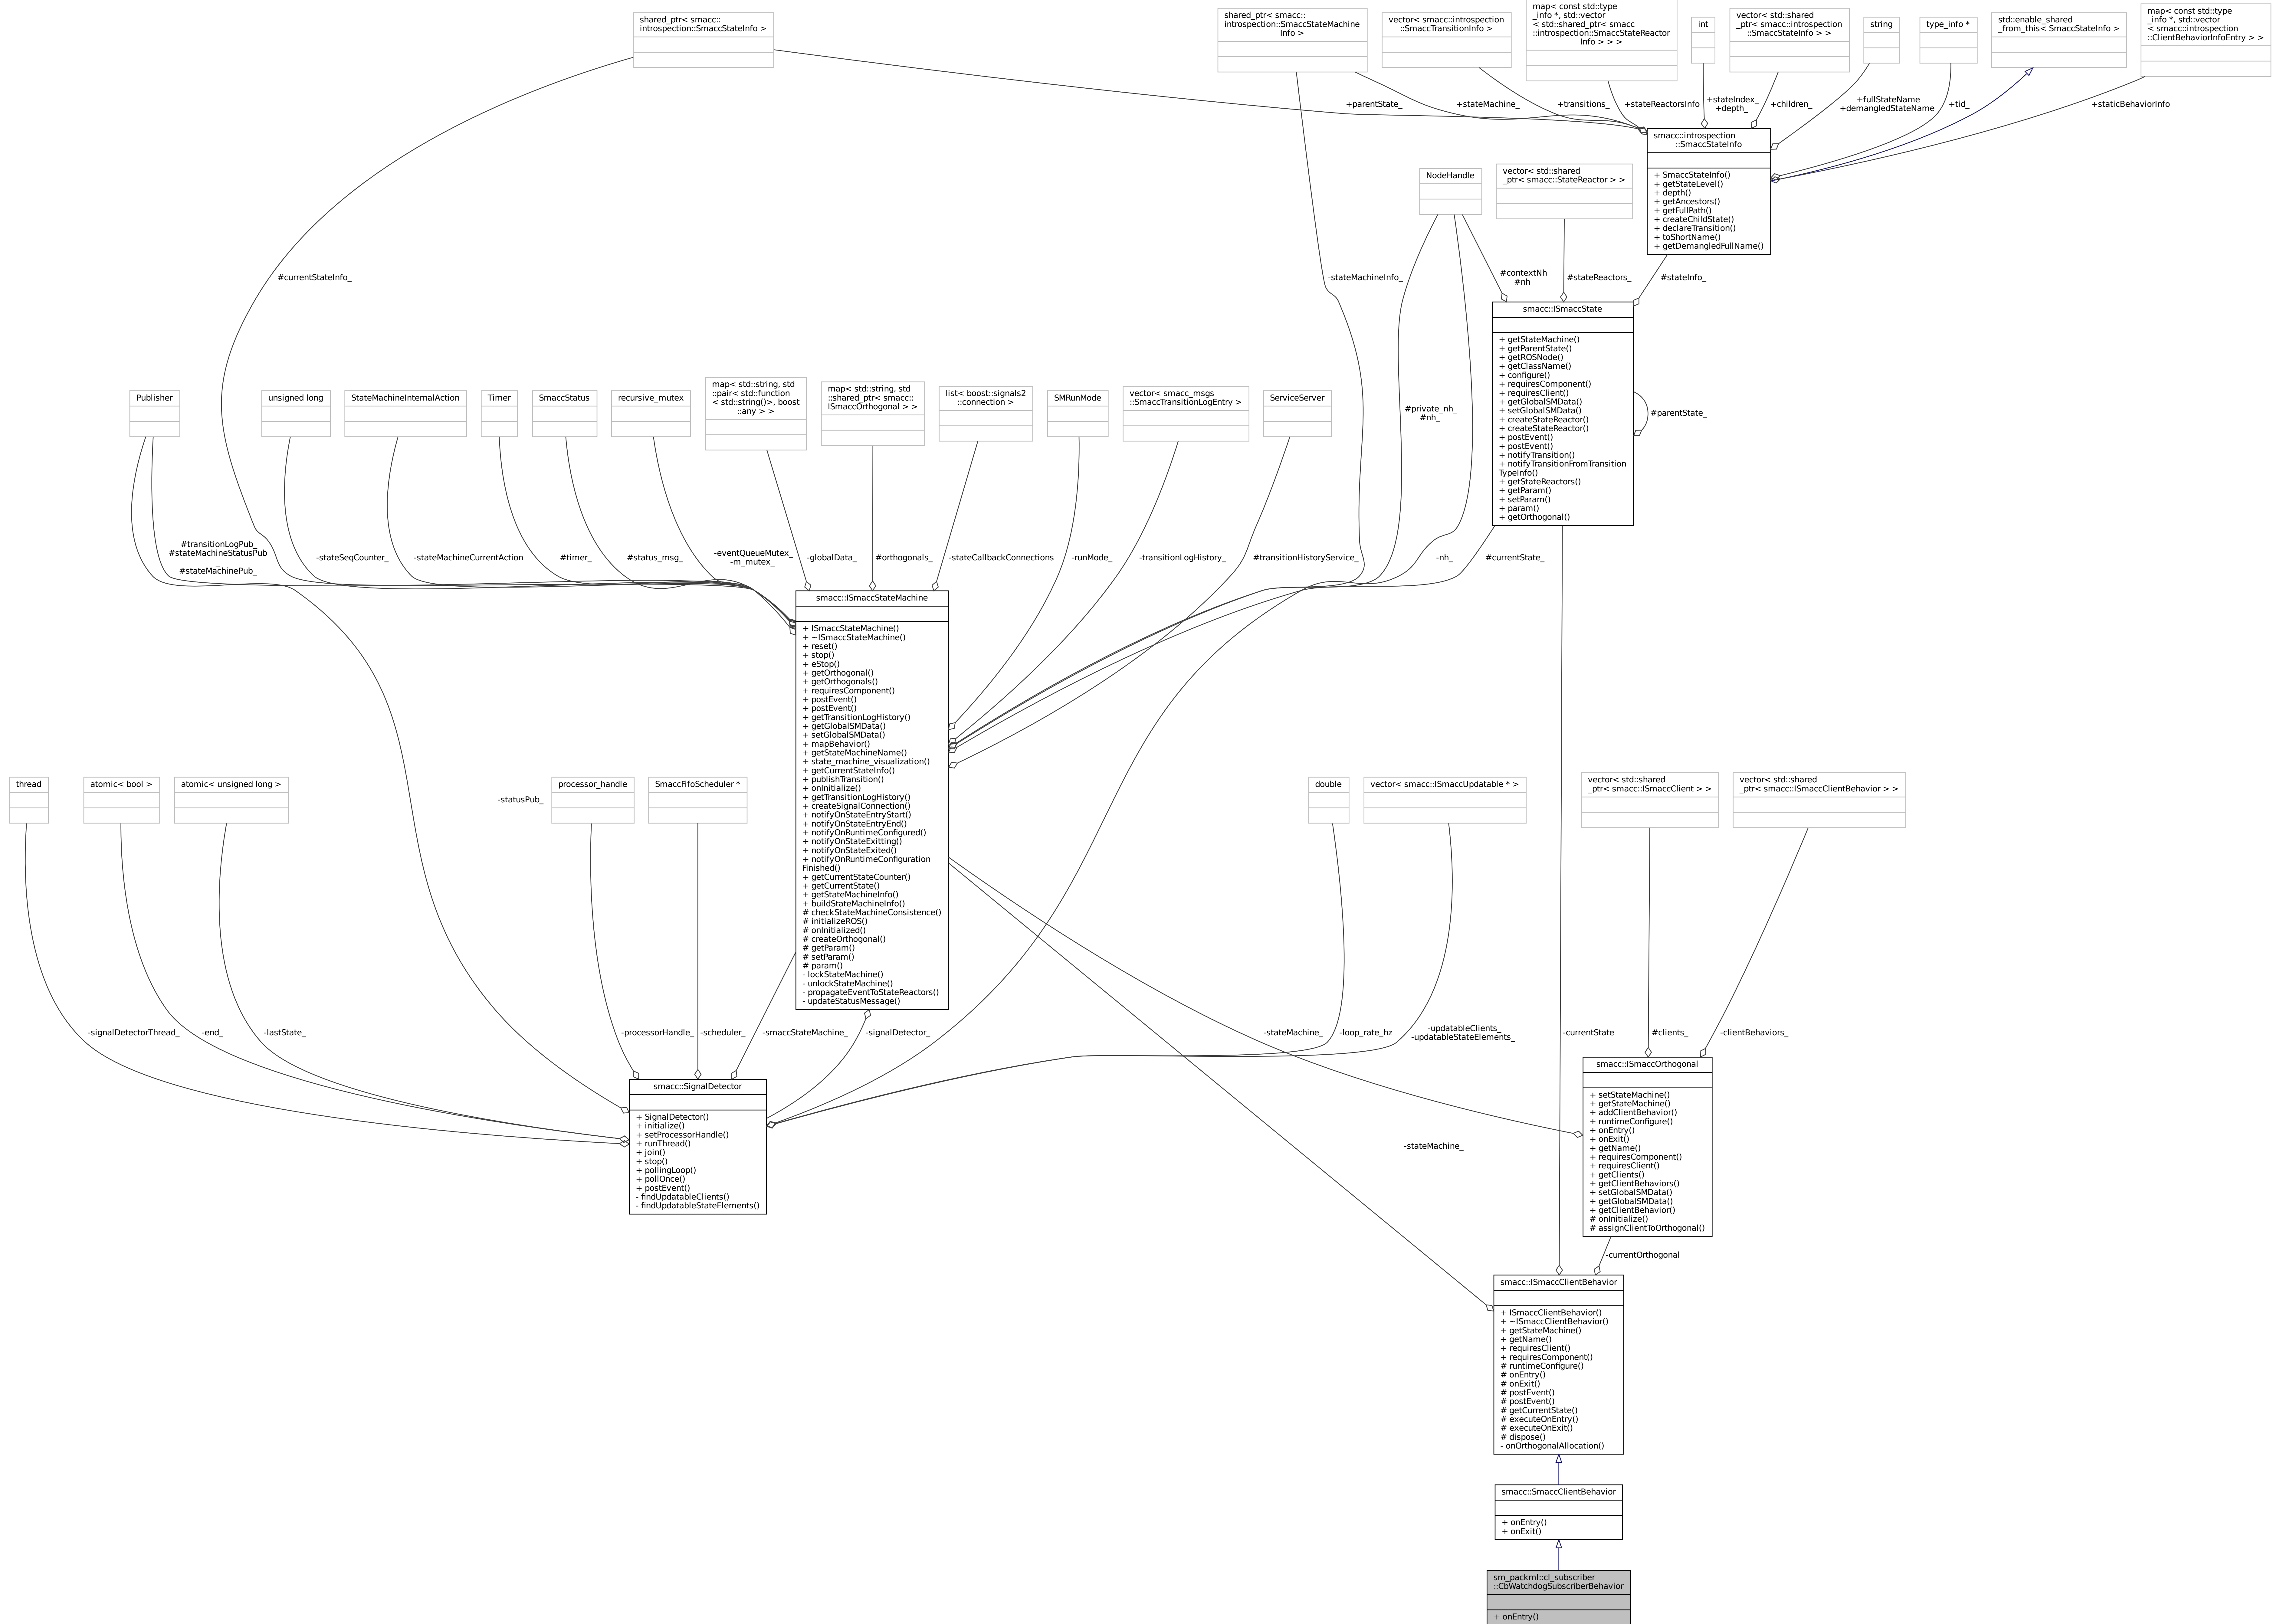 shared_ptr< smacc::
introspection::SmaccStateInfo >
shared_ptr< smacc::
introspection::SmaccStateMachine
Info >
vector< smacc::introspection
::SmaccTransitionInfo >
map< const std::type
_info *, std::vector
< std::shared_ptr< smacc
::introspection::SmaccStateReactor
Info > > >
int
vector< std::shared
_ptr< smacc::introspection
::SmaccStateInfo > >
string
type_info *
std::enable_shared
_from_this< SmaccStateInfo >
map< const std::type
_info *, std::vector
< smacc::introspection
::ClientBehaviorInfoEntry > >
+parentState_
+stateMachine_
+transitions_
+stateReactorsInfo
+stateIndex_
+depth_
+children_
+fullStateName
+demangledStateName
+tid_
+staticBehaviorInfo
smacc::introspection
::SmaccStateInfo
+ SmaccStateInfo()
+ getStateLevel()
+ depth()
+ getAncestors()
+ getFullPath()
+ createChildState()
+ declareTransition()
+ toShortName()
+ getDemangledFullName()
NodeHandle
vector< std::shared
_ptr< smacc::StateReactor > >
#currentStateInfo_
-stateMachineInfo_
#contextNh
#nh
#stateReactors_
#stateInfo_
smacc::ISmaccState
+ getStateMachine()
+ getParentState()
+ getROSNode()
+ getClassName()
+ configure()
+ requiresComponent()
+ requiresClient()
+ getGlobalSMData()
+ setGlobalSMData()
+ createStateReactor()
+ createStateReactor()
+ postEvent()
+ postEvent()
+ notifyTransition()
+ notifyTransitionFromTransition
TypeInfo()
+ getStateReactors()
+ getParam()
+ setParam()
+ param()
+ getOrthogonal()
#parentState_
#private_nh_
#nh_
Publisher
unsigned long
StateMachineInternalAction
Timer
SmaccStatus
recursive_mutex
map< std::string, std
::pair< std::function
< std::string()>, boost
::any > >
map< std::string, std
::shared_ptr< smacc::
ISmaccOrthogonal > >
list< boost::signals2
::connection >
SMRunMode
vector< smacc_msgs
::SmaccTransitionLogEntry >
ServiceServer
#transitionLogPub_
#stateMachineStatusPub
_
#stateMachinePub_
-stateSeqCounter_
-stateMachineCurrentAction
#timer_
#status_msg_
-eventQueueMutex_
-m_mutex_
-globalData_
#orthogonals_
-stateCallbackConnections
-runMode_
-transitionLogHistory_
#transitionHistoryService_
-nh_
#currentState_
smacc::ISmaccStateMachine
+ ISmaccStateMachine()
+ ~ISmaccStateMachine()
+ reset()
+ stop()
+ eStop()
+ getOrthogonal()
+ getOrthogonals()
+ requiresComponent()
+ postEvent()
+ postEvent()
+ getTransitionLogHistory()
+ getGlobalSMData()
+ setGlobalSMData()
+ mapBehavior()
+ getStateMachineName()
+ state_machine_visualization()
+ getCurrentStateInfo()
+ publishTransition()
+ onInitialize()
+ getTransitionLogHistory()
+ createSignalConnection()
+ notifyOnStateEntryStart()
+ notifyOnStateEntryEnd()
+ notifyOnRuntimeConfigured()
+ notifyOnStateExitting()
+ notifyOnStateExited()
+ notifyOnRuntimeConfiguration
Finished()
+ getCurrentStateCounter()
+ getCurrentState()
+ getStateMachineInfo()
+ buildStateMachineInfo()
# checkStateMachineConsistence()
# initializeROS()
# onInitialized()
# createOrthogonal()
# getParam()
# setParam()
# param()
- lockStateMachine()
- unlockStateMachine()
- propagateEventToStateReactors()
- updateStatusMessage()
thread
atomic< bool >
atomic< unsigned long >
-statusPub_
processor_handle
SmaccFifoScheduler *
double
vector< smacc::ISmaccUpdatable * >
vector< std::shared
_ptr< smacc::ISmaccClient > >
vector< std::shared
_ptr< smacc::ISmaccClientBehavior > >
-signalDetectorThread_
-end_
-lastState_
-processorHandle_
-scheduler_
-smaccStateMachine_
-signalDetector_
-stateMachine_
-loop_rate_hz
-updatableClients_
-updatableStateElements_
-currentState
#clients_
-clientBehaviors_
smacc::SignalDetector
+ SignalDetector()
+ initialize()
+ setProcessorHandle()
+ runThread()
+ join()
+ stop()
+ pollingLoop()
+ pollOnce()
+ postEvent()
- findUpdatableClients()
- findUpdatableStateElements()
-stateMachine_
smacc::ISmaccOrthogonal
+ setStateMachine()
+ getStateMachine()
+ addClientBehavior()
+ runtimeConfigure()
+ onEntry()
+ onExit()
+ getName()
+ requiresComponent()
+ requiresClient()
+ getClients()
+ getClientBehaviors()
+ setGlobalSMData()
+ getGlobalSMData()
+ getClientBehavior()
# onInitialize()
# assignClientToOrthogonal()
-currentOrthogonal
smacc::ISmaccClientBehavior
+ ISmaccClientBehavior()
+ ~ISmaccClientBehavior()
+ getStateMachine()
+ getName()
+ requiresClient()
+ requiresComponent()
# runtimeConfigure()
# onEntry()
# onExit()
# postEvent()
# postEvent()
# getCurrentState()
# executeOnEntry()
# executeOnExit()
# dispose()
- onOrthogonalAllocation()
smacc::SmaccClientBehavior
+ onEntry()
+ onExit()
sm_packml::cl_subscriber
::CbWatchdogSubscriberBehavior
+ onEntry()